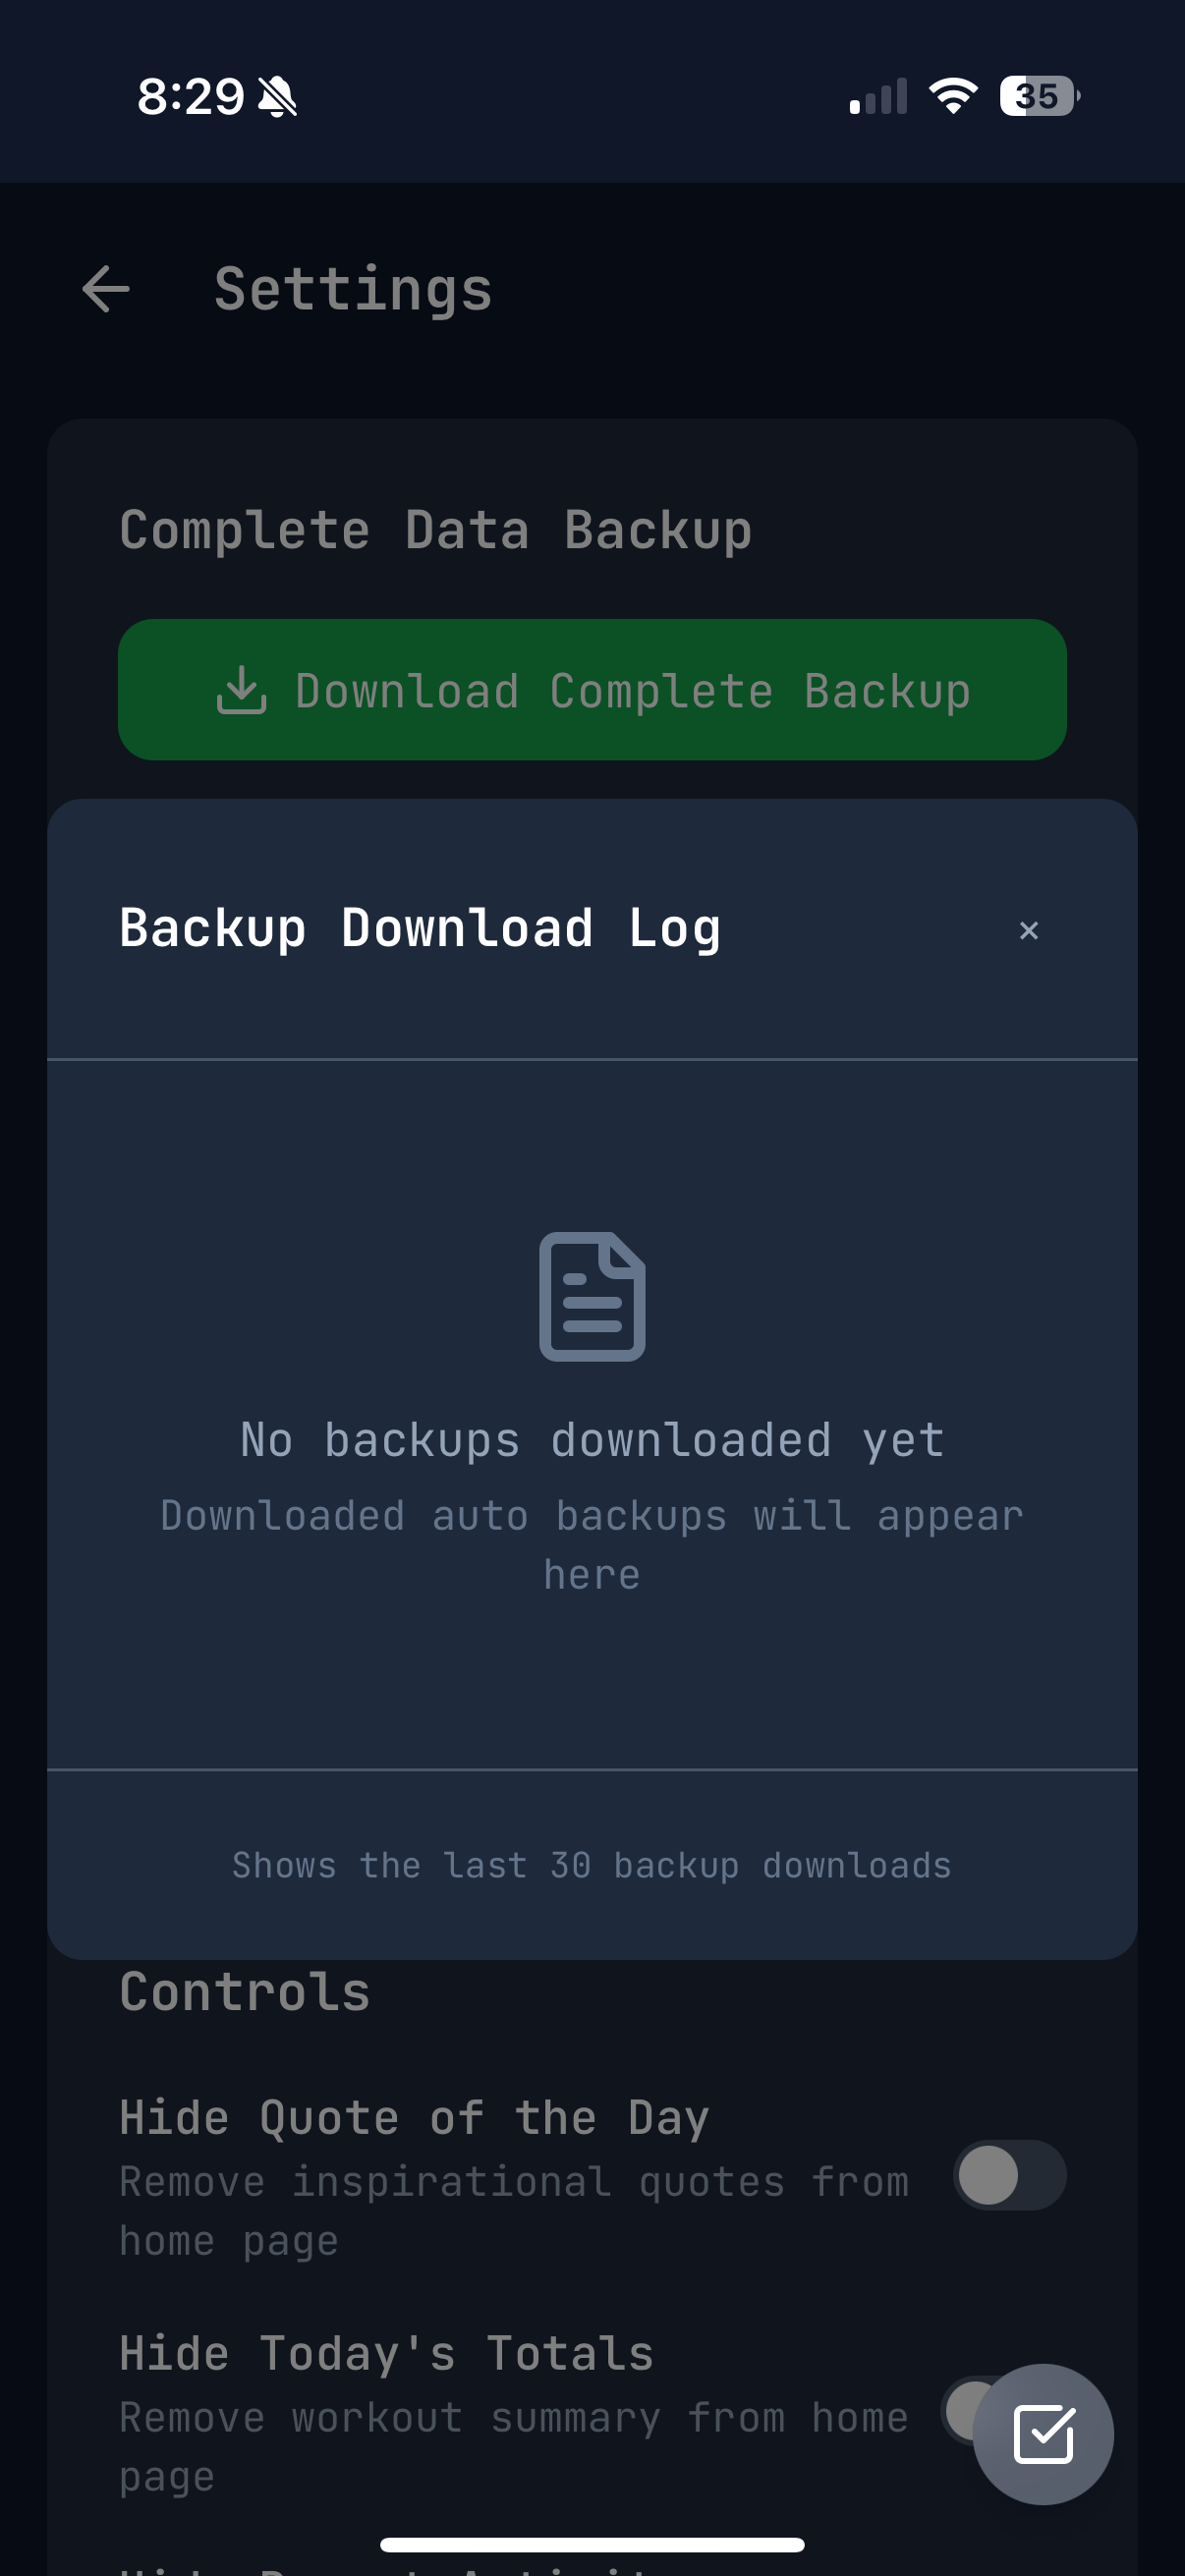 8:29
35
Settings
Complete Data Backup
Download Complete Backup
Backup Download Log
×
No backups downloaded yet
Downloaded auto backups will appear
here
Shows the last 30 backup downloads
Controls
Hide Quote of the Day
Remove inspirational quotes from
home page
Hide Today's Totals
Remove workout summary from home
page